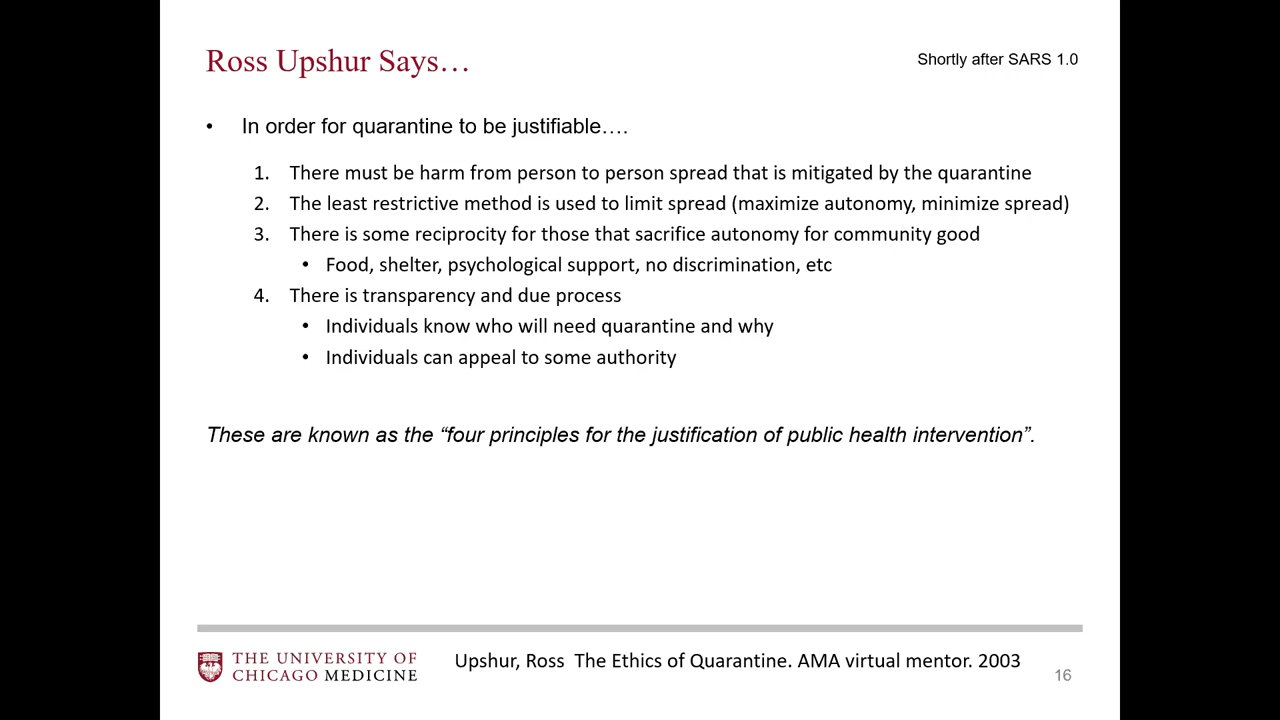 Ross Upshur Says…
Shortly after SARS 1.0
• In order for quarantine to be justifiable….
1. There must be harm from person to person spread that is mitigated by the quarantine
2. The least restrictive method is used to limit spread (maximize autonomy, minimize spread)
3. There is some reciprocity for those that sacrifice autonomy for community good
• Food, shelter, psychological support, no discrimination, etc
4. There is transparency and due process
• Individuals know who will need quarantine and why
• Individuals can appeal to some authority
These are known as the “four principles for the justification of public health intervention”.
THE UNIVERSITY OF
CHICAGO MEDICINE
Upshur, Ross The Ethics of Quarantine. AMA virtual mentor. 2003
16